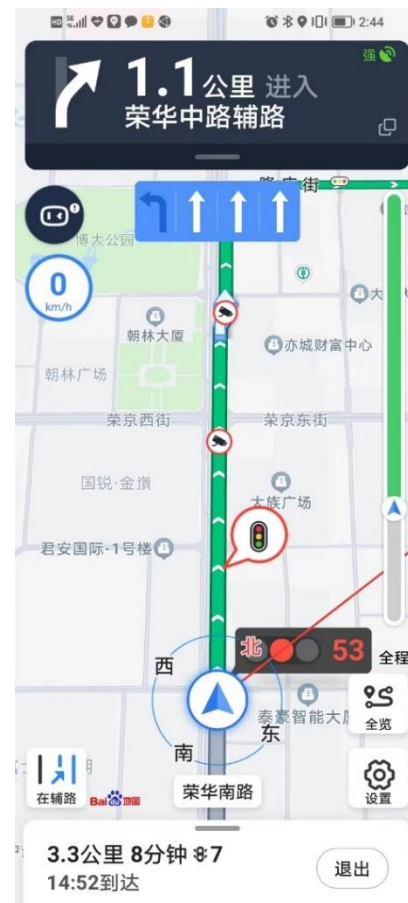 2:44
强
1.1公里 进入
荣华中路辅路
博大公园
0
km/h
朝林大厦
亦城财富中心
朝林广场
荣京西街
荣京东街
国锐·金㠖
大族广场
君安国际-1号楼
北 53
全程
西
泰豪智能大
东
全览
南
在辅路
Bai地图
荣华南路
设置
3.3公里 8分钟 7
14:52到达
退出